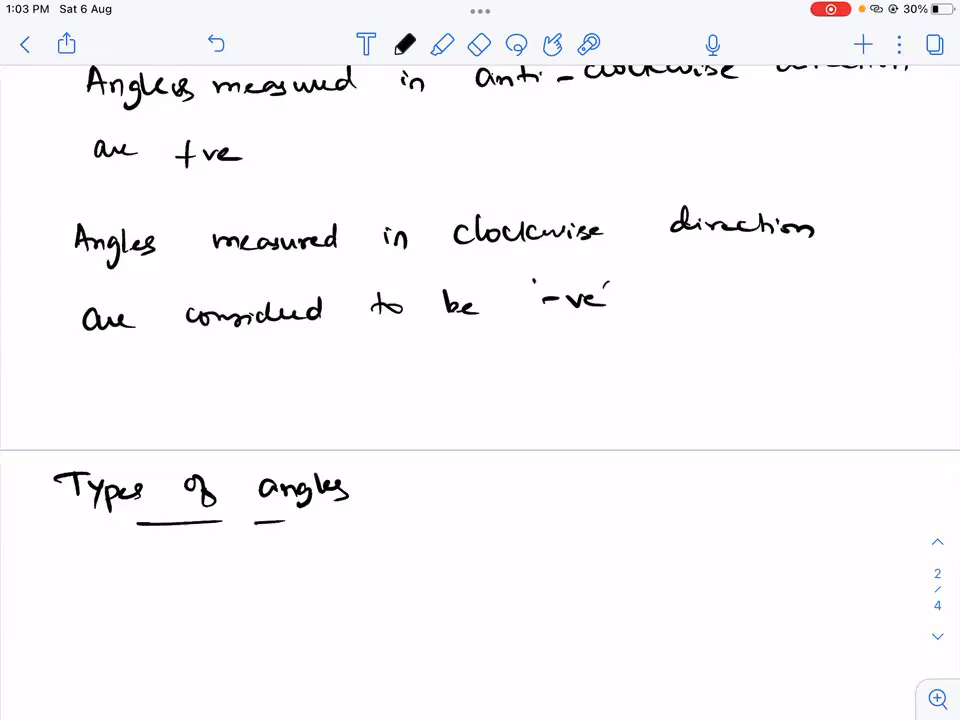 1:03 PM Sat 6 Aug 30%
Angles measured in anti-clockwise direction
are +ve
Angles measured in clockwise direction
are considered to be '-ve'
Types of angles
2
/
4